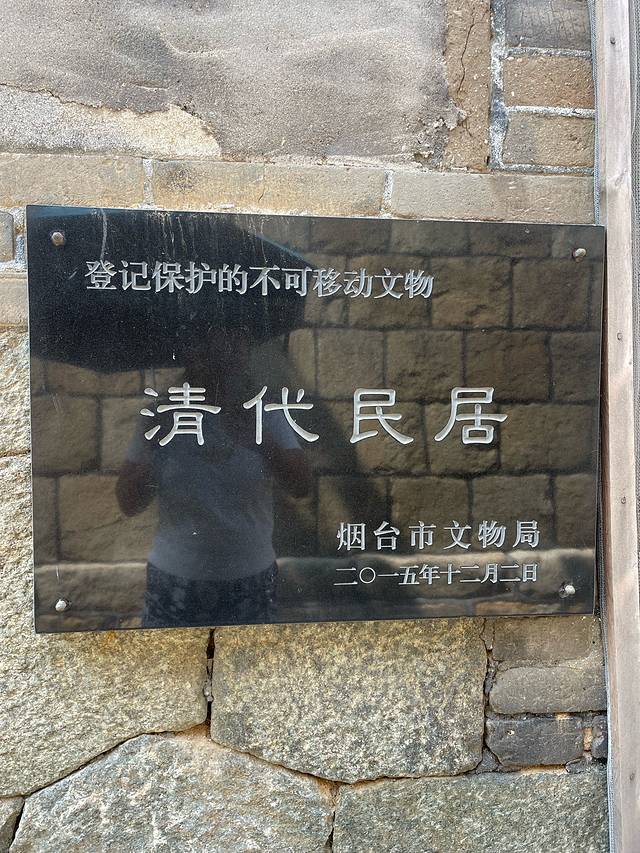 登记保护的不可移动文物
清代民居
烟台市文物局
二〇一五年十二月二日